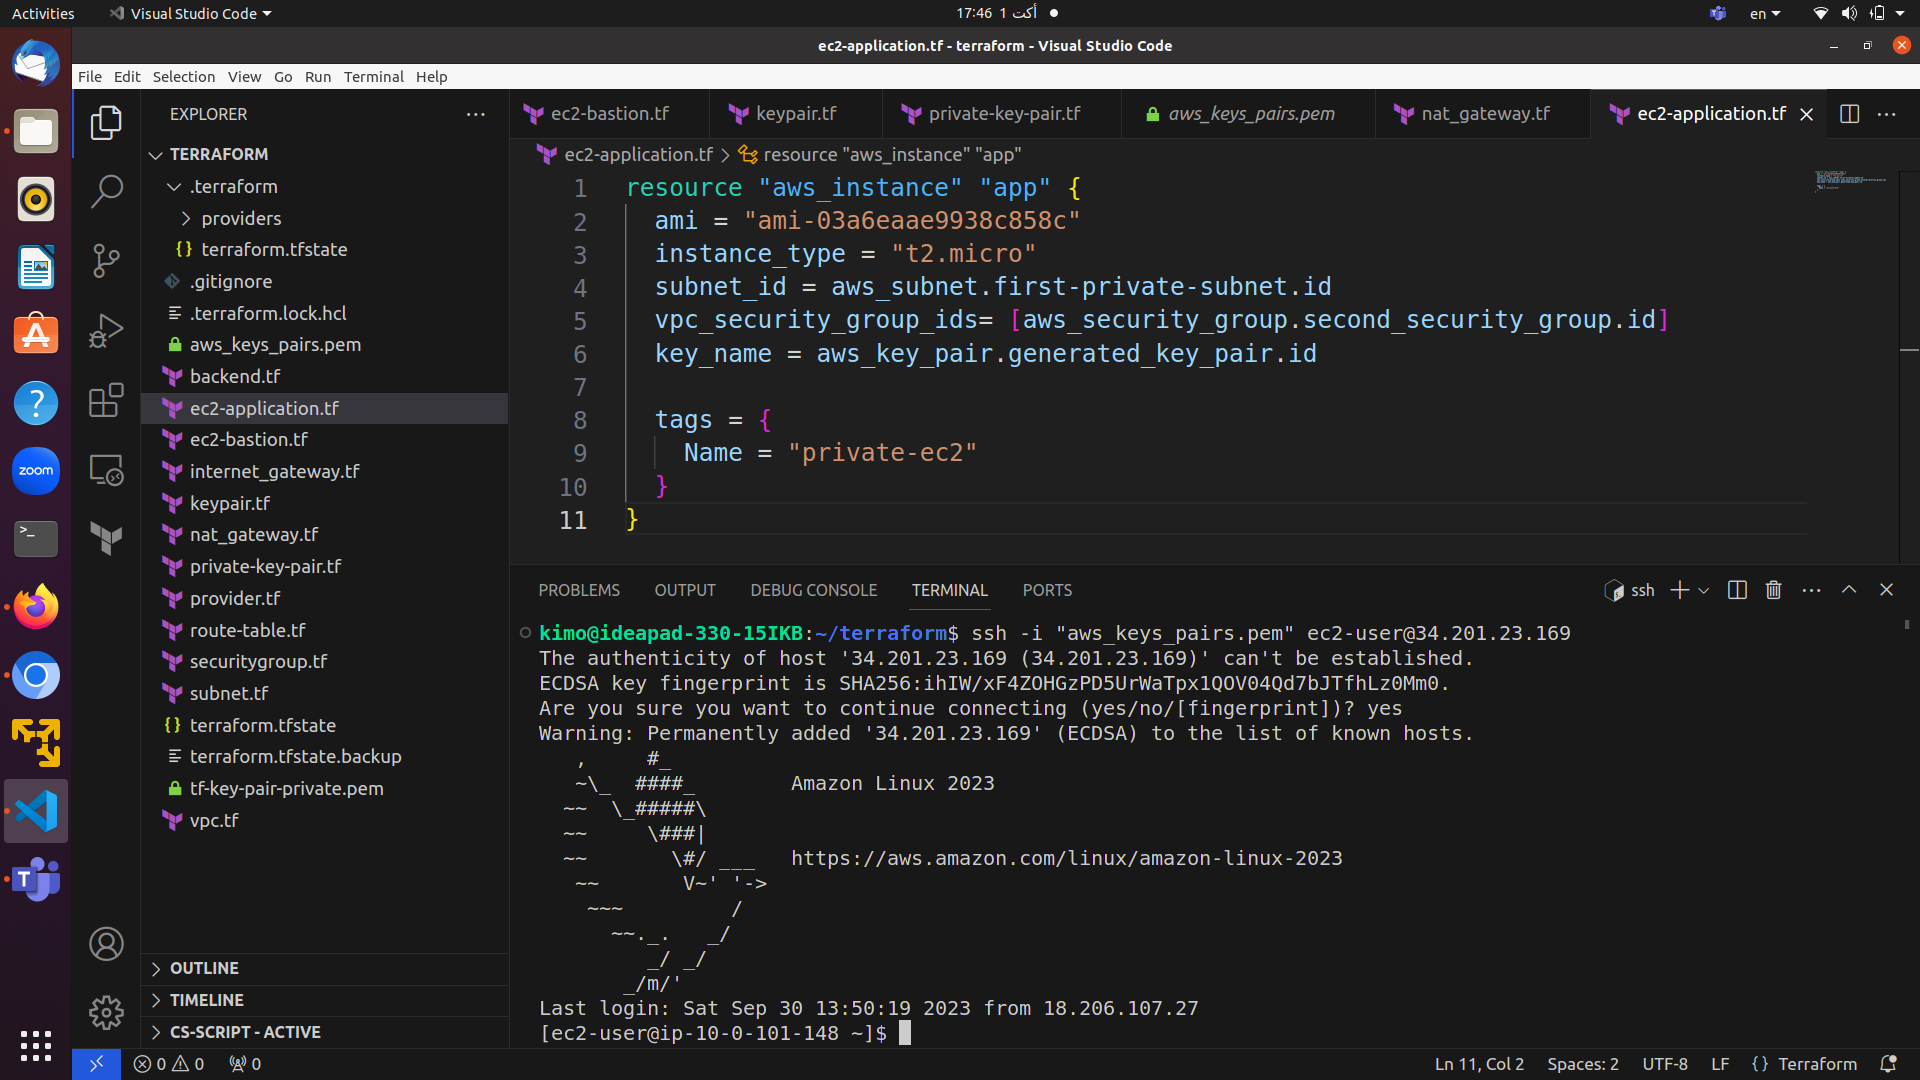 Activities
Visual Studio Code
17:46 1 أكت
en
ec2-application.tf - terraform - Visual Studio Code
File Edit Selection View Go Run Terminal Help
EXPLORER
TERRAFORM
.terraform
providers
terraform.tfstate
.gitignore
.terraform.lock.hcl
aws_keys_pairs.pem
backend.tf
ec2-application.tf
ec2-bastion.tf
internet_gateway.tf
keypair.tf
nat_gateway.tf
private-key-pair.tf
provider.tf
route-table.tf
securitygroup.tf
subnet.tf
terraform.tfstate
terraform.tfstate.backup
tf-key-pair-private.pem
vpc.tf
OUTLINE
TIMELINE
CS-SCRIPT - ACTIVE
zoom
ec2-bastion.tf keypair.tf private-key-pair.tf aws_keys_pairs.pem nat_gateway.tf ec2-application.tf
ec2-application.tf > resource "aws_instance" "app"
1 resource "aws_instance" "app" {
2 ami = "ami-03a6eaae9938c858c"
3 instance_type = "t2.micro"
4 subnet_id = aws_subnet.first-private-subnet.id
5 vpc_security_group_ids= [aws_security_group.second_security_group.id]
6 key_name = aws_key_pair.generated_key_pair.id
7
8 tags = {
9 Name = "private-ec2"
10 }
11 }
PROBLEMS OUTPUT DEBUG CONSOLE TERMINAL PORTS
ssh
kimo@ideapad-330-15IKB:~/terraform$ ssh -i "aws_keys_pairs.pem" ec2-user@34.201.23.169
The authenticity of host '34.201.23.169 (34.201.23.169)' can't be established.
ECDSA key fingerprint is SHA256:ihIW/xF4ZOHGzPD5UrWaTpx1QOV04Qd7bJTfhLz0Mm0.
Are you sure you want to continue connecting (yes/no/[fingerprint])? yes
Warning: Permanently added '34.201.23.169' (ECDSA) to the list of known hosts.
   ,     #_
   ~\_  ####_        Amazon Linux 2023
  ~~  \_#####\
  ~~     \###|
  ~~       \#/ ___   https://aws.amazon.com/linux/amazon-linux-2023
   ~~       V~' '->
    ~~~         /
      ~~._.   _/
         _/ _/
       _/m/'
Last login: Sat Sep 30 13:50:19 2023 from 18.206.107.27
[ec2-user@ip-10-0-101-148 ~]$
0 0 0
Ln 11, Col 2 Spaces: 2 UTF-8 LF {} Terraform